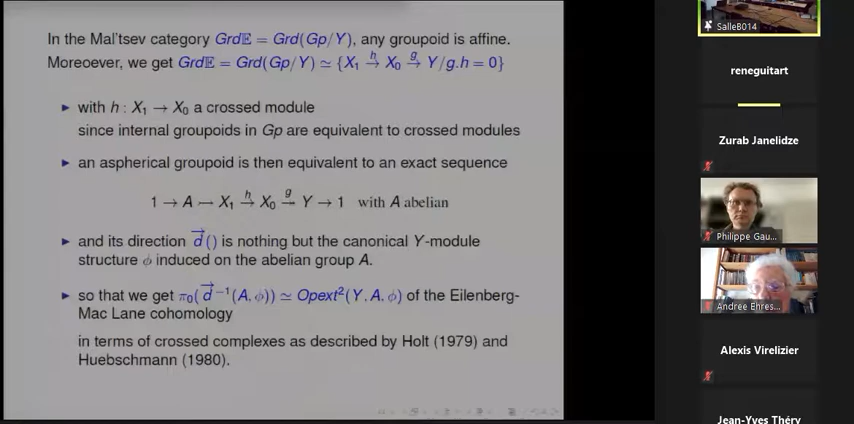 In the Mal'tsev category GrdE = Grd(Gp/Y), any groupoid is affine.
Moreoever, we get GrdE = Grd(Gp/Y) ≃ {X₁ →ʰ X₀ →ᵍ Y/g.h = 0}
▸ with h : X₁ → X₀ a crossed module
since internal groupoids in Gp are equivalent to crossed modules
▸ an aspherical groupoid is then equivalent to an exact sequence
1 → A ↣ X₁ →ʰ X₀ →ᵍ Y → 1 with A abelian
▸ and its direction d⃗() is nothing but the canonical Y-module
structure ϕ induced on the abelian group A.
▸ so that we get π₀(d⃗⁻¹(A, ϕ)) ≃ Opext²(Y, A, ϕ) of the Eilenberg-
Mac Lane cohomology
in terms of crossed complexes as described by Holt (1979) and
Huebschmann (1980).
SalleB014
reneguitart
Zurab Janelidze
Philippe Gau...
Andree Ehres...
Alexis Virelizier
Jean-Yves Théry